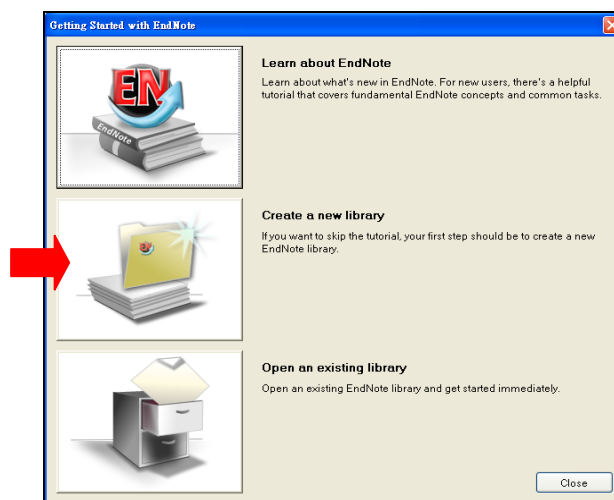 Getting Started with EndNote
EN
EndNote
Learn about EndNote
Learn about what's new in EndNote. For new users, there's a helpful
tutorial that covers fundamental EndNote concepts and common tasks.
EN
Create a new library
If you want to skip the tutorial, your first step should be to create a new
EndNote library.
Open an existing library
Open an existing EndNote library and get started immediately.
Close